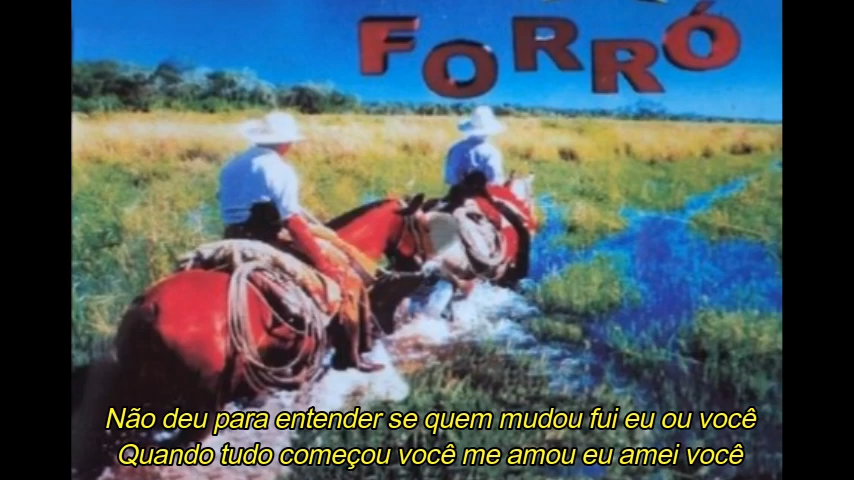 FORRÓ
Não deu para entender se quem mudou fui eu ou você
Quando tudo começou você me amou eu amei você